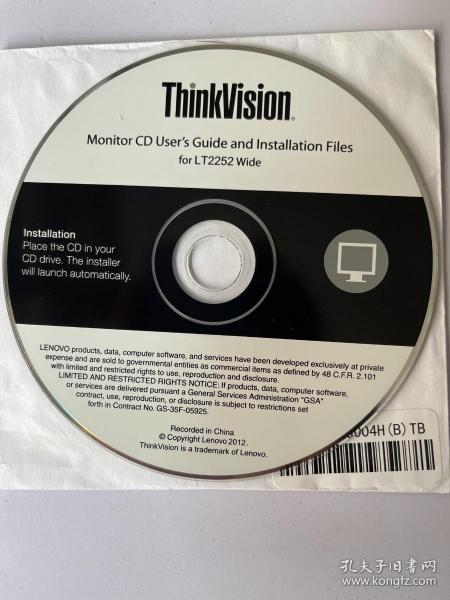 ThinkVision®
Monitor CD User's Guide and Installation Files
for LT2252 Wide
Installation
Place the CD in your
CD drive. The installer
will launch automatically.
LENOVO products, data, computer software, and services have been developed exclusively at private
expense and are sold to governmental entities as commercial items as defined by 48 C.F.R. 2.101
with limited and restricted rights to use, reproduction and disclosure.
LIMITED AND RESTRICTED RIGHTS NOTICE: If products, data, computer software,
or services are delivered pursuant a General Services Administration "GSA"
contract, use, reproduction, or disclosure is subject to restrictions set
forth in Contract No. GS-35F-05925.
Recorded in China
© Copyright Lenovo 2012.
ThinkVision is a trademark of Lenovo.
004H (B) TB
孔夫子旧书网
www.kongfz.com